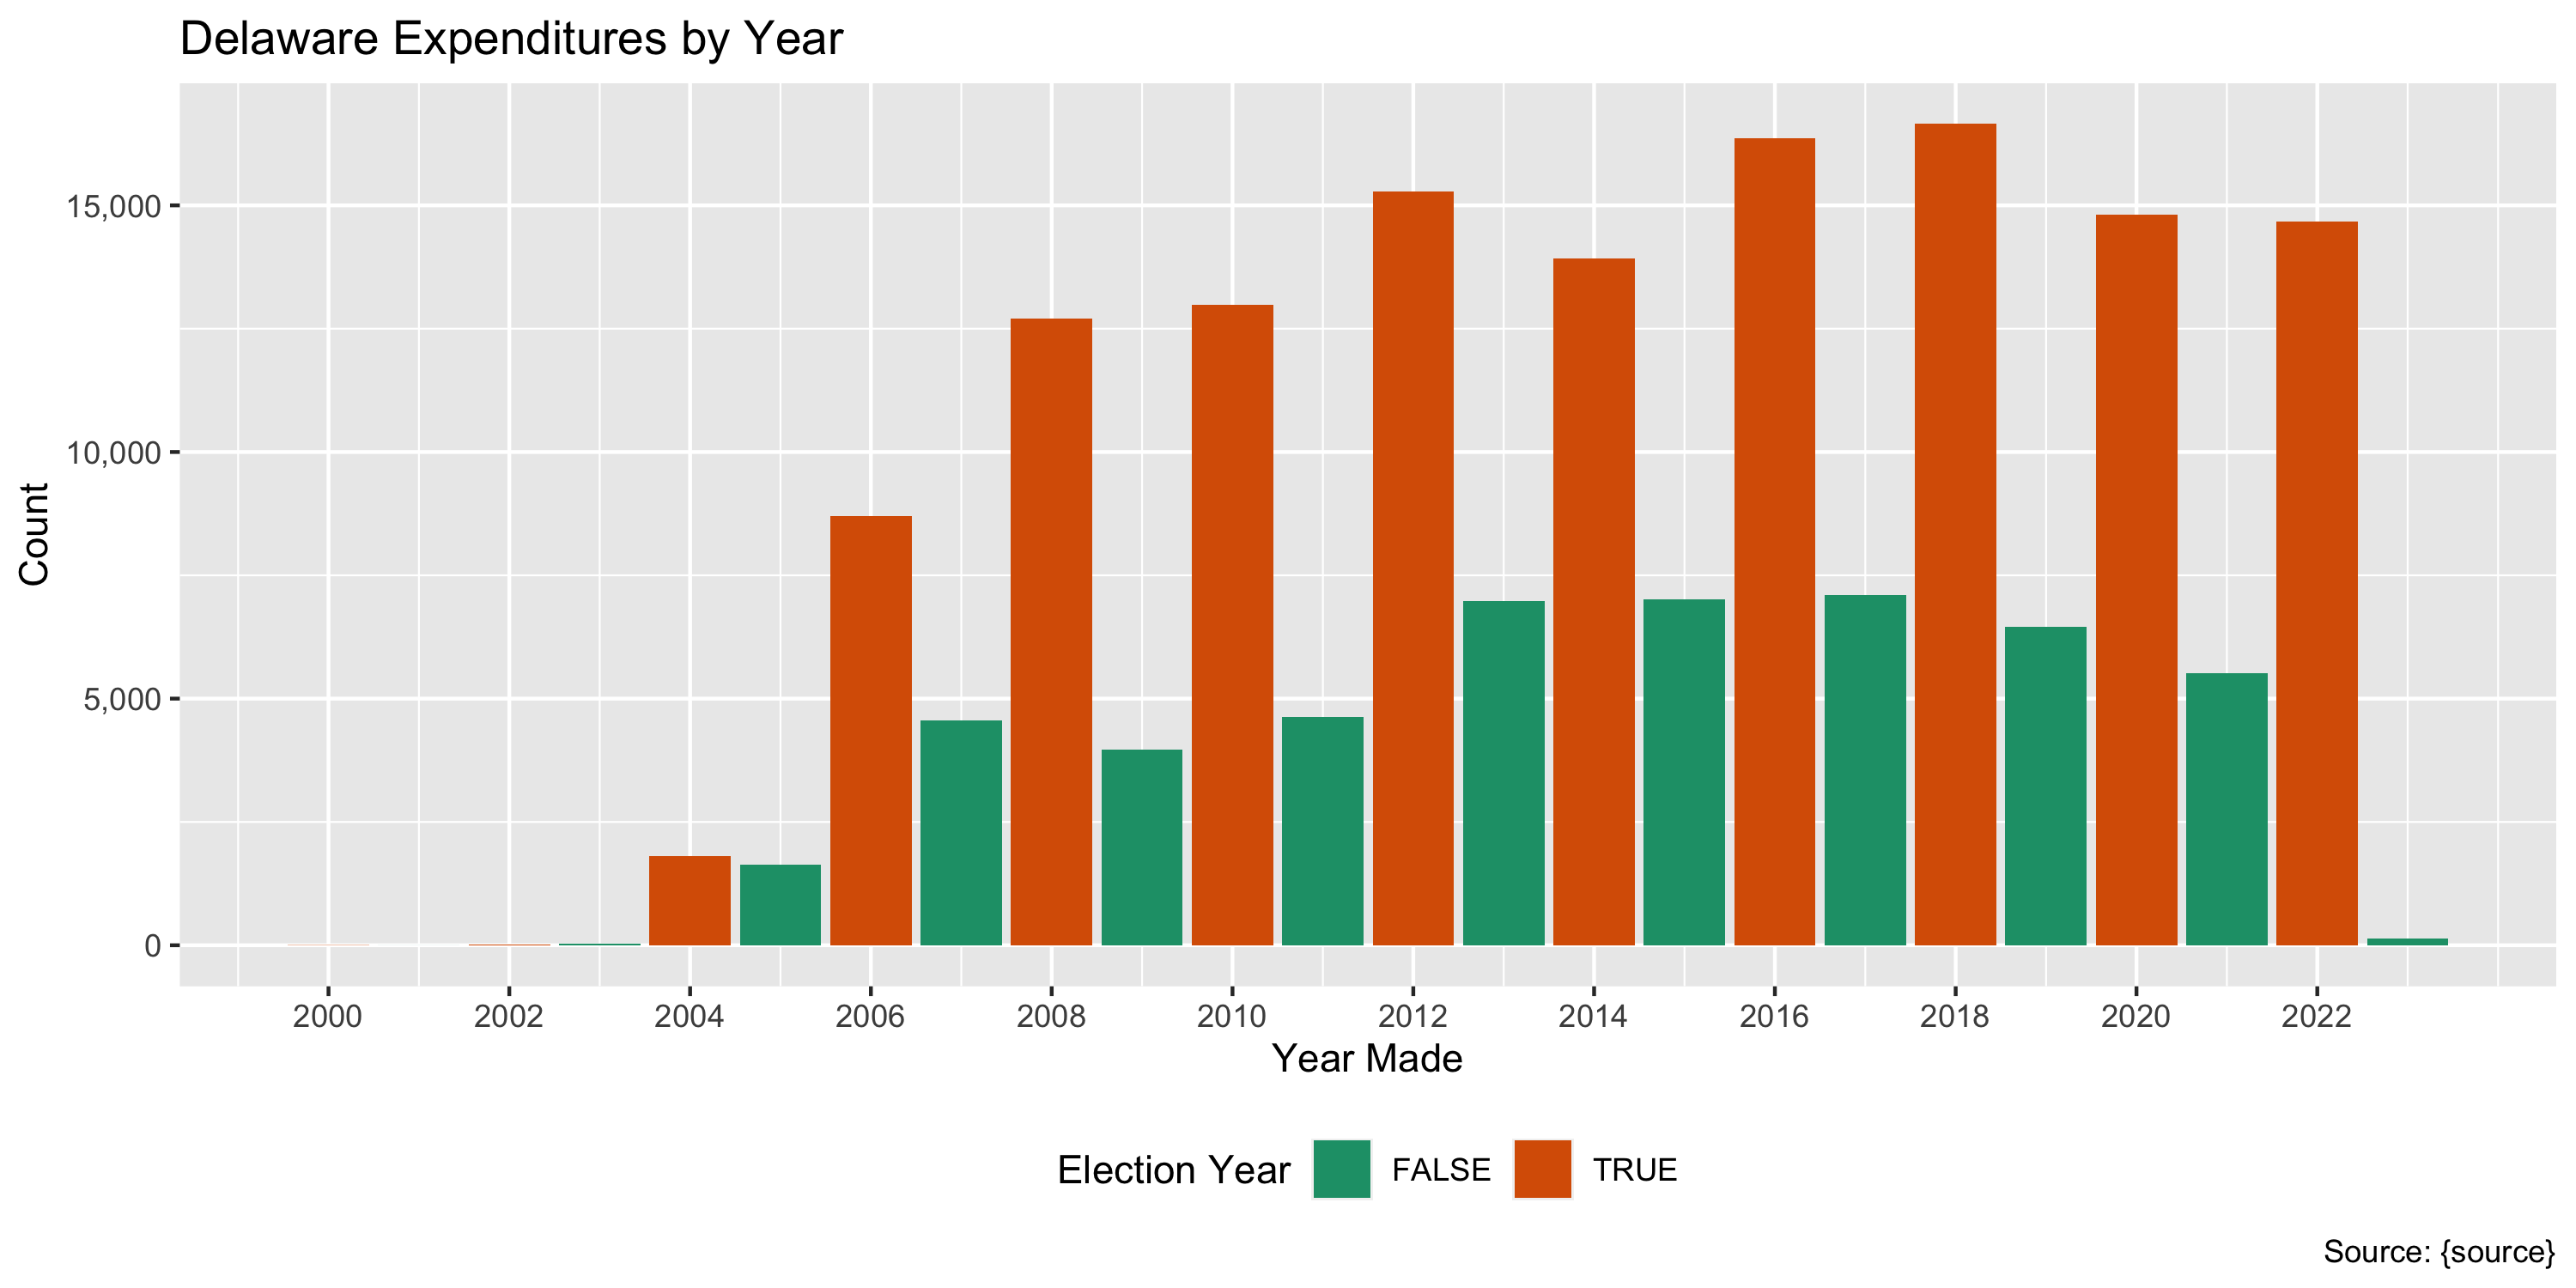 Delaware Expenditures by Year
Count
15,000
10,000
5,000
0
2000 2002 2004 2006 2008 2010 2012 2014 2016 2018 2020 2022
Year Made
Election Year FALSE TRUE
Source: {source}